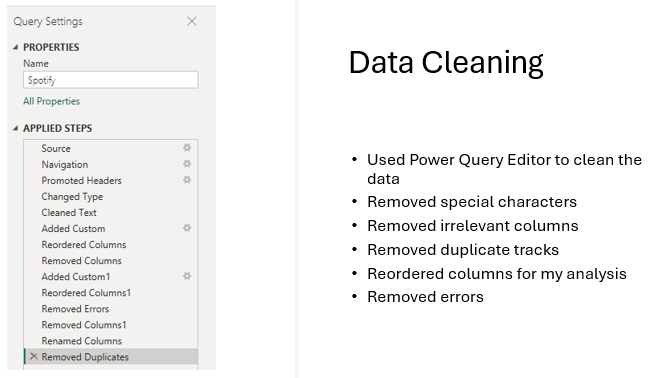 Query Settings
PROPERTIES
Name
Spotify
All Properties
APPLIED STEPS
Source
Navigation
Promoted Headers
Changed Type
Cleaned Text
Added Custom
Reordered Columns
Removed Columns
Added Custom1
Reordered Columns1
Removed Errors
Removed Columns1
Renamed Columns
Removed Duplicates
Data Cleaning
• Used Power Query Editor to clean the
data
• Removed special characters
• Removed irrelevant columns
• Removed duplicate tracks
• Reordered columns for my analysis
• Removed errors